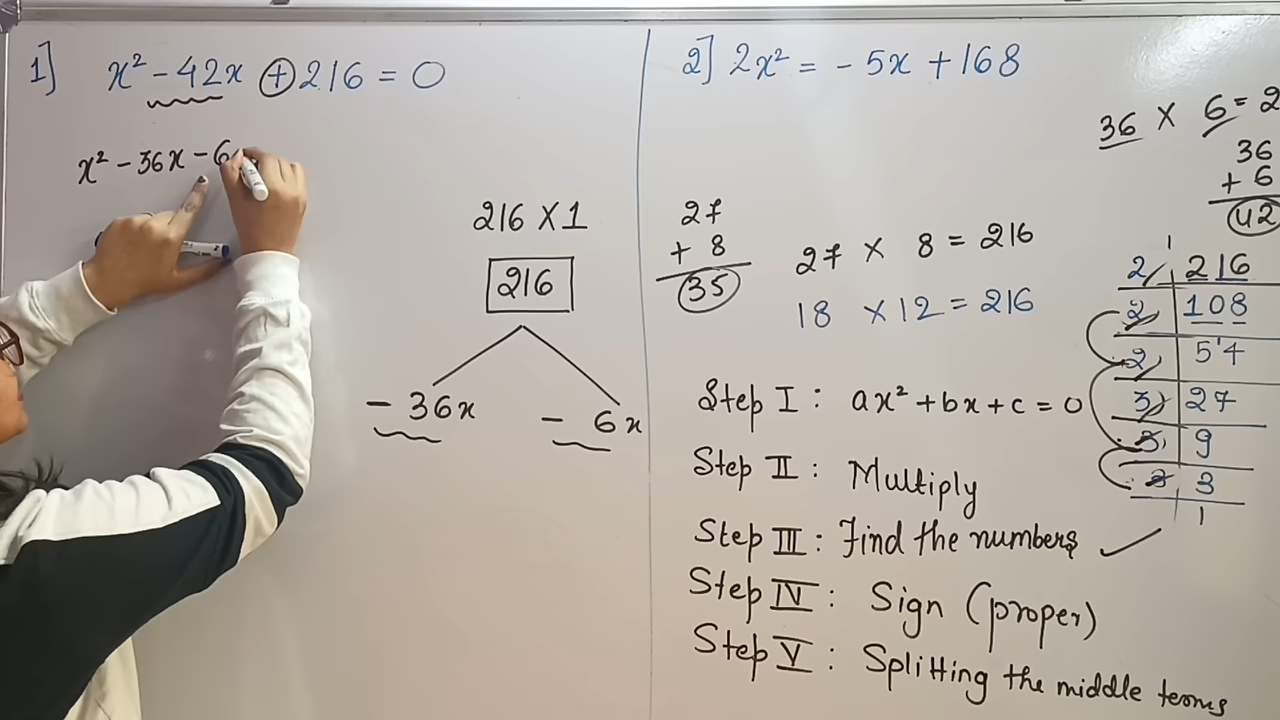 1] x² - 42x + 216 = 0
x² - 36x - 6
216 X 1
216
- 36x - 6x
2] 2x² = - 5x + 168
36 X 6 = 2
36
+ 6
42
27
+ 8
35
27 X 8 = 216
18 X 12 = 216
1
2 216
2 108
2 54
3 27
3 9
3 3
1
Step I : ax² + bx + c = 0
Step II : Multiply
Step III : Find the numbers
Step IV : Sign (proper)
Step V : Splitting the middle terms